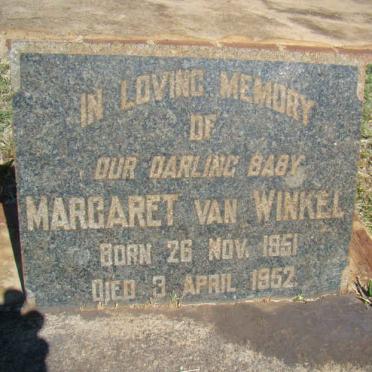 IN LOVING MEMORY
OF
OUR DARLING BABY
MARGARET VAN WINKEL
BORN 26 NOV. 1951
DIED 3 APRIL 1952